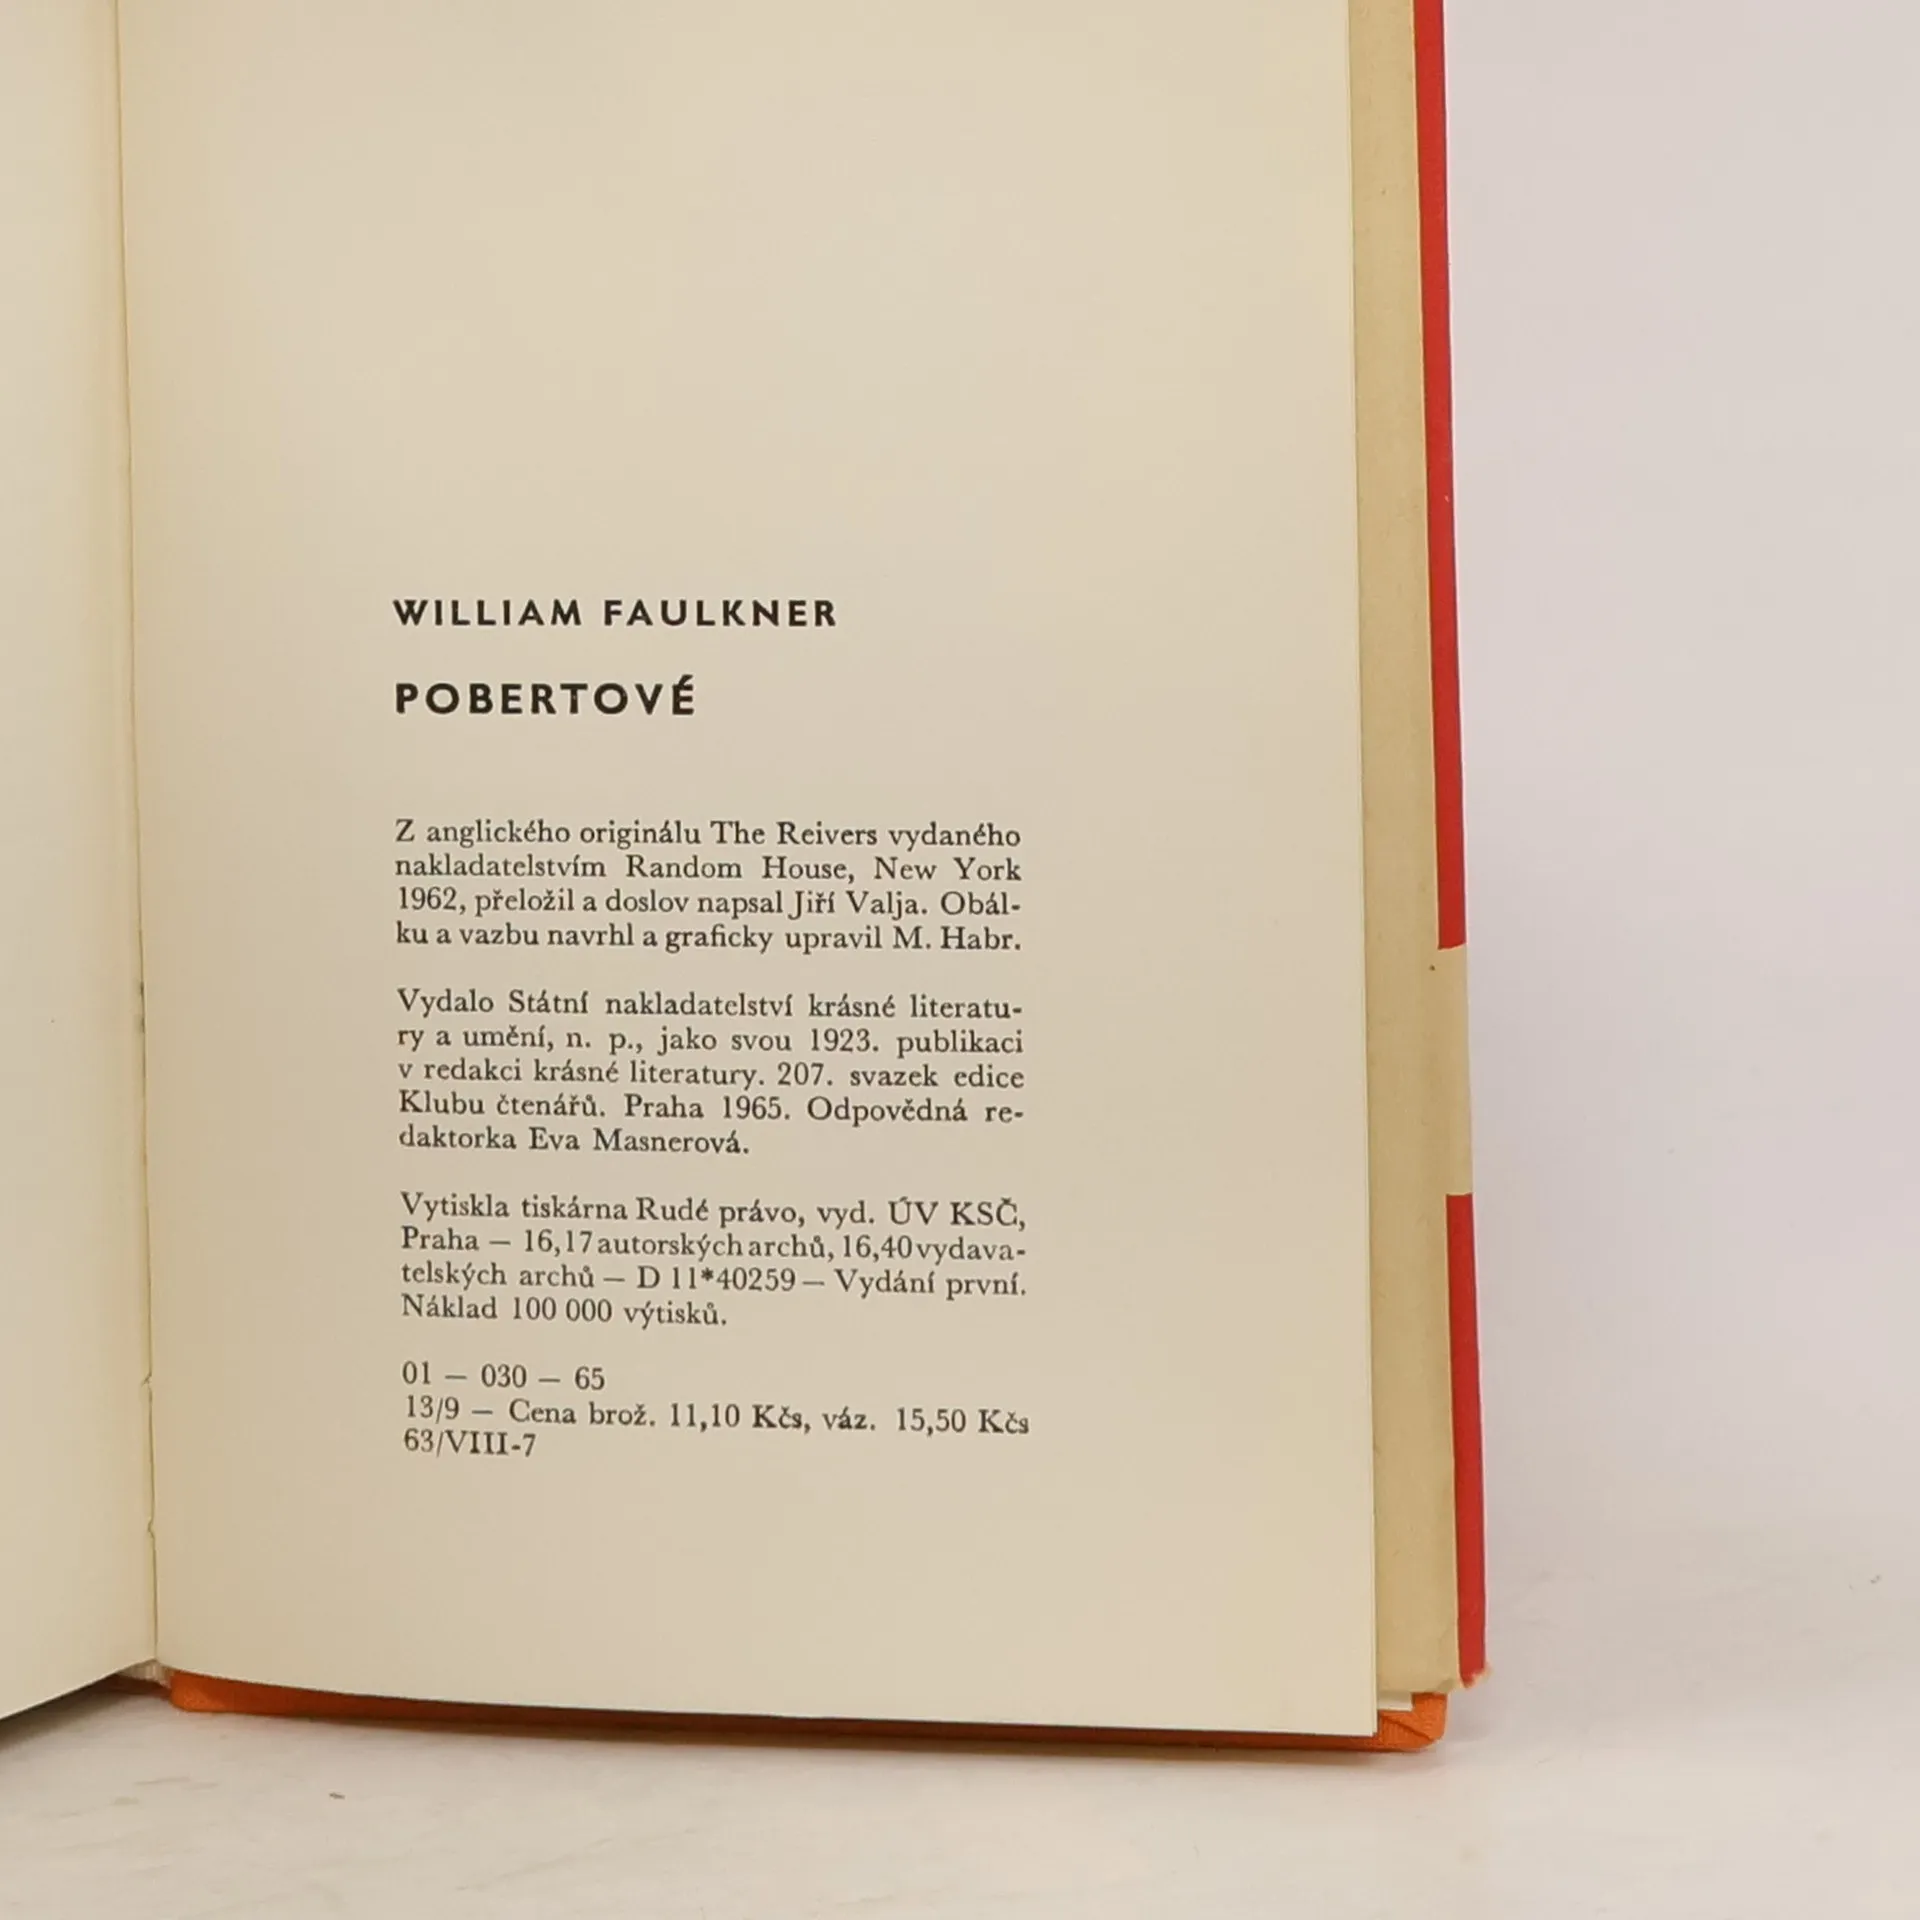 WILLIAM FAULKNER
POBERTOVÉ
Z anglického originálu The Reivers vydaného
nakladatelstvím Random House, New York
1962, přeložil a doslov napsal Jiří Valja. Obál-
ku a vazbu navrhl a graficky upravil M. Habr.
Vydalo Státní nakladatelství krásné literatu-
ry a umění, n. p., jako svou 1923. publikaci
v redakci krásné literatury. 207. svazek edice
Klubu čtenářů. Praha 1965. Odpovědná re-
daktorka Eva Masnerová.
Vytiskla tiskárna Rudé právo, vyd. ÚV KSČ,
Praha — 16,17 autorských archů, 16,40 vydava-
telských archů — D 11*40259 — Vydání první.
Náklad 100 000 výtisků.
01 — 030 — 65
13/9 — Cena brož. 11,10 Kčs, váz. 15,50 Kčs
63/VIII-7